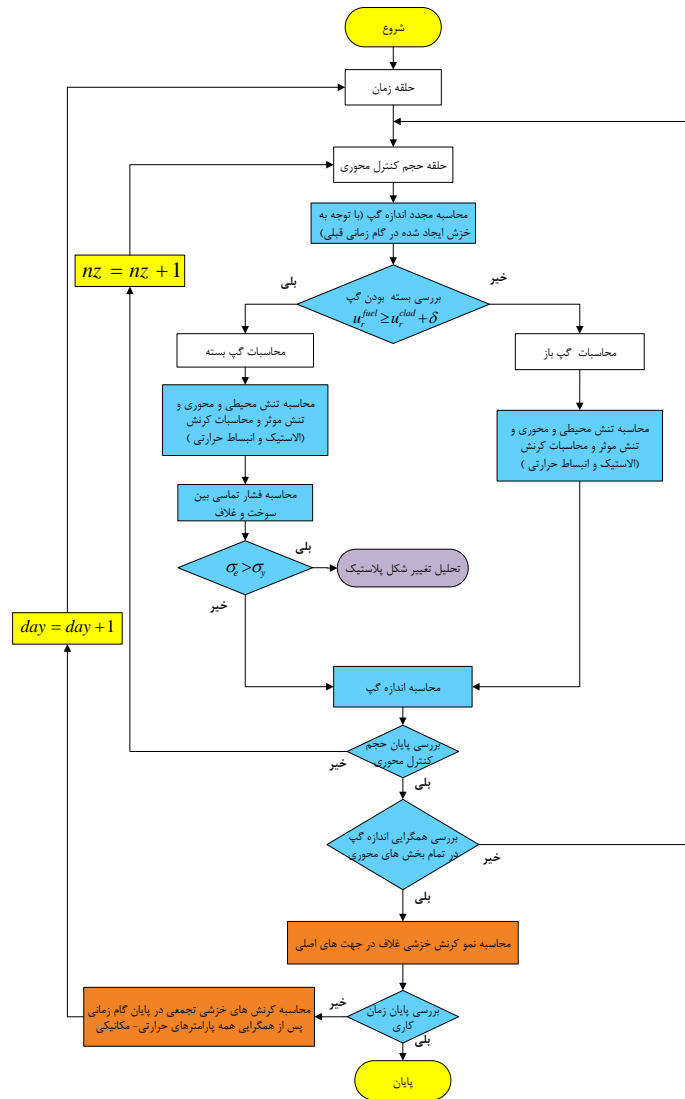 شروع
حلقه زمان
حلقه حجم کنترل محوری
محاسبه مجدد اندازه گپ (با توجه به
خزش ایجاد شده در گام زمانی قبلی)
nz = nz + 1
بلی
خیر
بررسی بسته بودن گپ
u_r^{fuel} ≥ u_r^{clad} + δ
محاسبات گپ بسته
محاسبات گپ باز
محاسبه تنش محیطی و محوری و
تنش موثر و محاسبات کرنش
(الاستیک و انبساط حرارتی )
محاسبه تنش محیطی و محوری و
تنش موثر و محاسبات کرنش
(الاستیک و انبساط حرارتی )
محاسبه فشار تماسی بین
سوخت و غلاف
بلی
σ_e > σ_y
تحلیل تغییر شکل پلاستیک
خیر
day = day + 1
محاسبه اندازه گپ
بررسی پایان حجم
کنترل محوری
خیر
بلی
بررسی همگرایی اندازه گپ
در تمام بخش های محوری
خیر
بلی
محاسبه نمو کرنش خزشی غلاف در جهت های اصلی
بررسی پایان زمان
کاری
خیر
محاسبه کرنش های خزشی تجمعی در پایان گام زمانی
پس از همگرایی همه پارامترهای حرارتی- مکانیکی
بلی
پایان